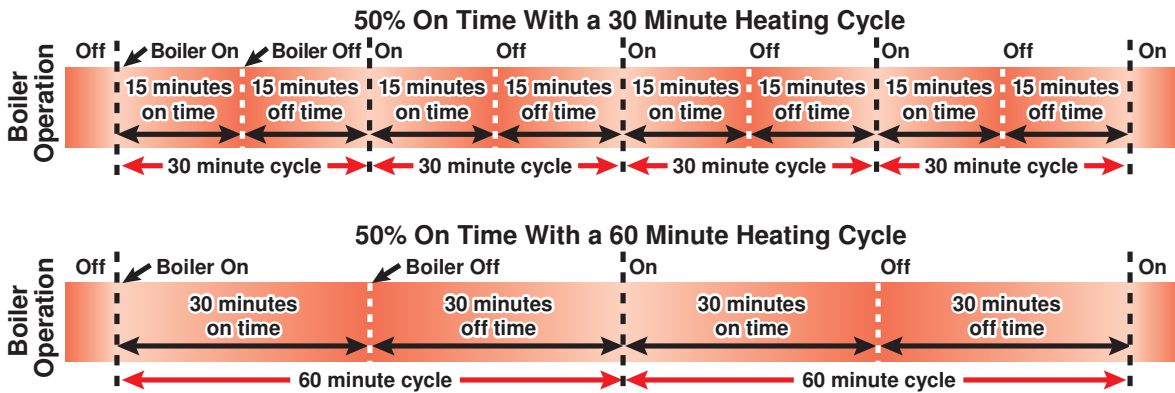 50% On Time With a 30 Minute Heating Cycle
Off Boiler On Boiler Off On Off On Off On Off On
Boiler
Operation
15 minutes 15 minutes 15 minutes 15 minutes 15 minutes 15 minutes 15 minutes 15 minutes
on time off time on time off time on time off time on time off time
30 minute cycle 30 minute cycle 30 minute cycle 30 minute cycle
50% On Time With a 60 Minute Heating Cycle
Off Boiler On Boiler Off On Off On
Boiler
Operation
30 minutes 30 minutes 30 minutes 30 minutes
on time off time on time off time
60 minute cycle 60 minute cycle